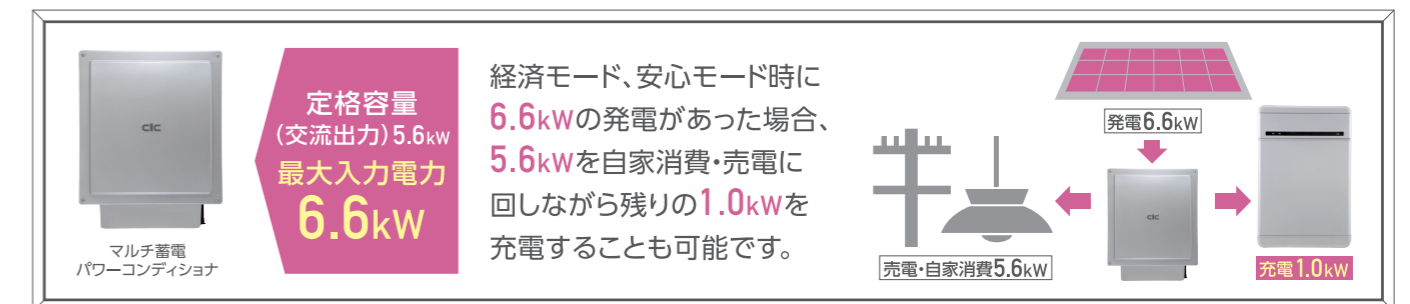 CIC
マルチ蓄電
パワーコンディショナ
定格容量
(交流出力)5.6kW
最大入力電力
6.6kW
経済モード、安心モード時に
6.6kWの発電があった場合、
5.6kWを自家消費・売電に
回しながら残りの1.0kWを
充電することも可能です。
発電6.6kW
CIC
売電・自家消費5.6kW
充電1.0kW